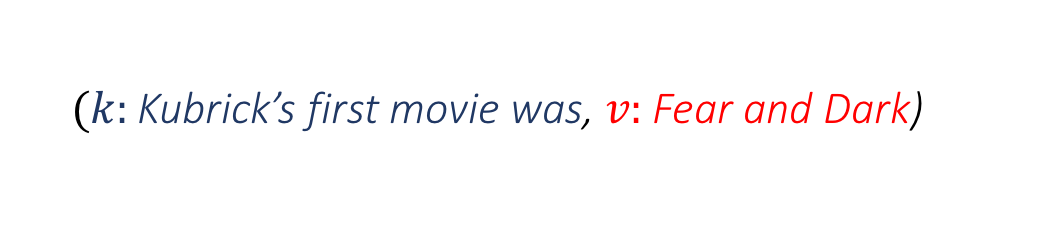 (k: Kubrick’s first movie was, v: Fear and Dark)